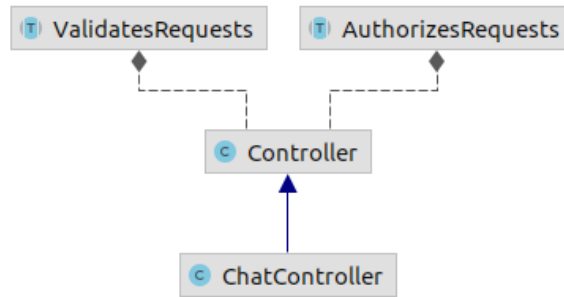 T ValidatesRequests
T AuthorizesRequests
C Controller
C ChatController